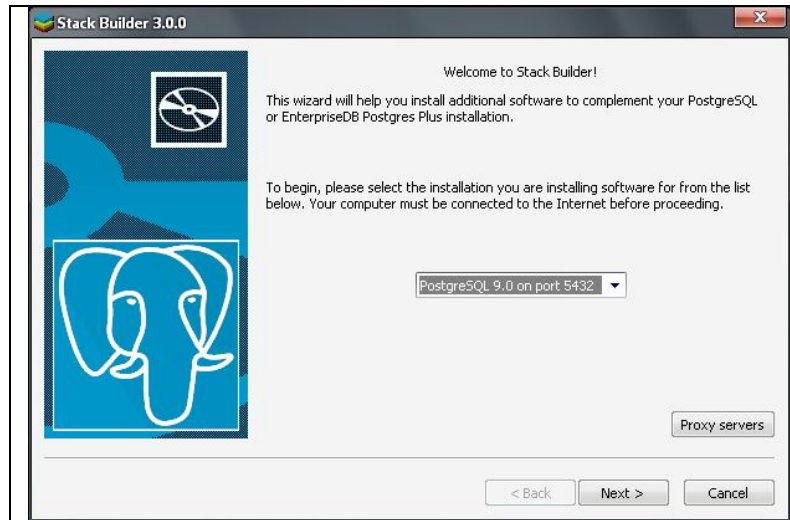 Stack Builder 3.0.0
Welcome to Stack Builder!
This wizard will help you install additional software to complement your PostgreSQL
or EnterpriseDB Postgres Plus installation.
To begin, please select the installation you are installing software for from the list
below. Your computer must be connected to the Internet before proceeding.
PostgreSQL 9.0 on port 5432
Proxy servers
< Back Next > Cancel